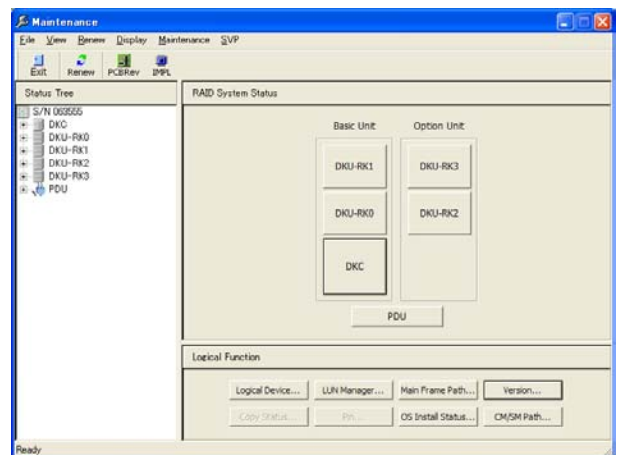 Maintenance
File View Renew Display Maintenance SVP
Exit Renew PCBRev IMPL
Status Tree
S/N 063555
DKC
DKU-RK0
DKU-RK1
DKU-RK2
DKU-RK3
PDU
RAID System Status
Basic Unit Option Unit
DKU-RK1 DKU-RK3
DKU-RK0 DKU-RK2
DKC
PDU
Logical Function
Logical Device... LUN Manager... Main Frame Path... Version...
Copy Status... Pin... OS Install Status... CM/SM Path...
Ready